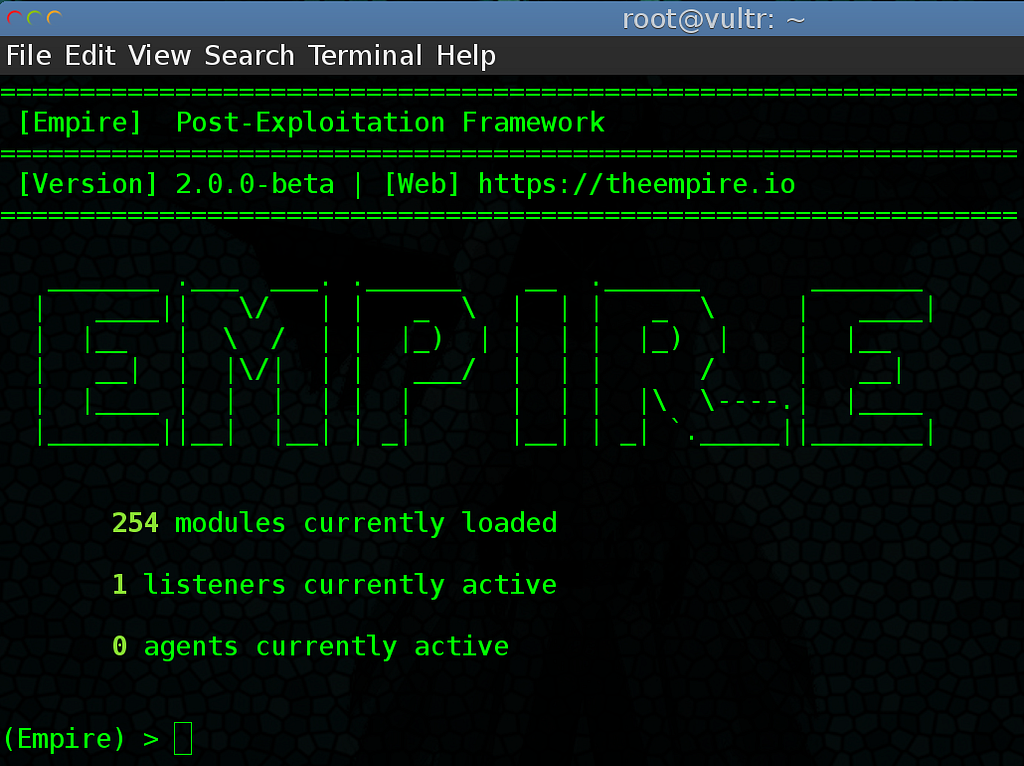 root@vultr: ~
File Edit View Search Terminal Help
================================================================
[Empire]  Post-Exploitation Framework
================================================================
[Version] 2.0.0-beta | [Web] https://theempire.io
================================================================
EMPIRE
254 modules currently loaded
1 listeners currently active
0 agents currently active
(Empire) >